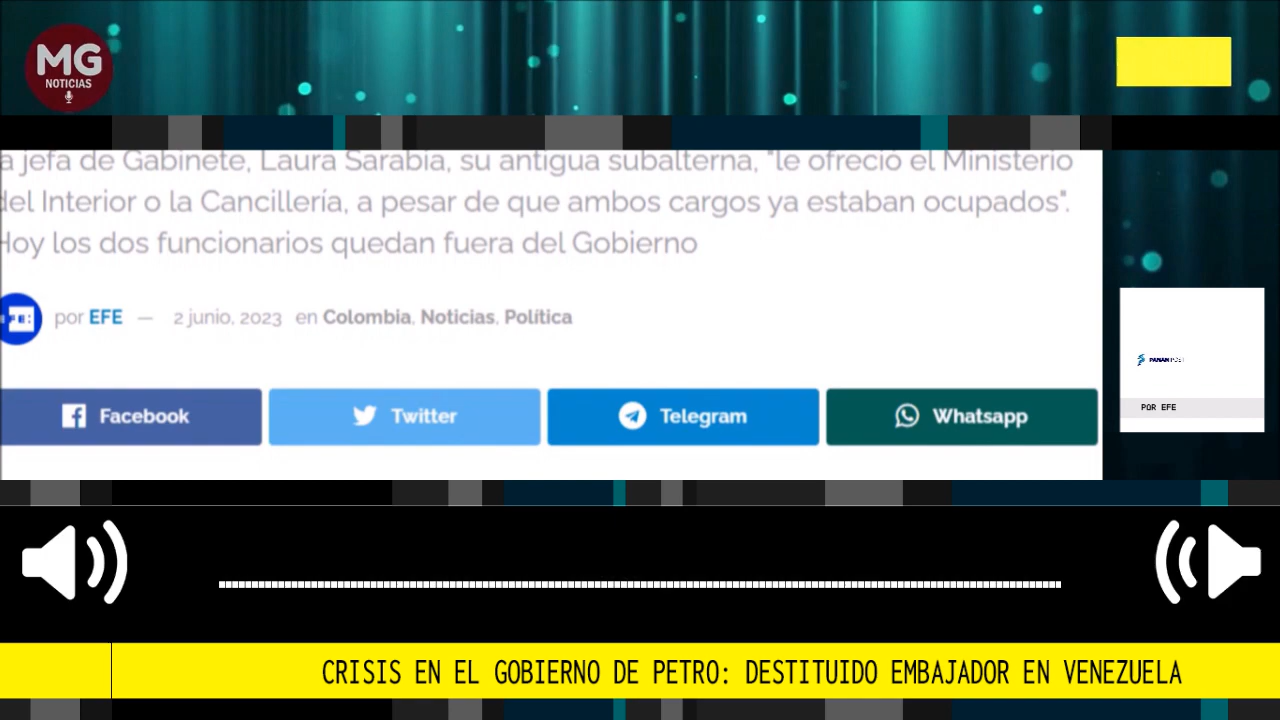 MG
NOTICIAS
a jefa de Gabinete, Laura Sarabia, su antigua subalterna, "le ofreció el Ministerio
del Interior o la Cancillería, a pesar de que ambos cargos ya estaban ocupados".
Hoy los dos funcionarios quedan fuera del Gobierno
EFE:
por EFE — 2 junio, 2023 en Colombia, Noticias, Política
Facebook
Twitter
Telegram
Whatsapp
PANAM POST
POR EFE
CRISIS EN EL GOBIERNO DE PETRO: DESTITUIDO EMBAJADOR EN VENEZUELA